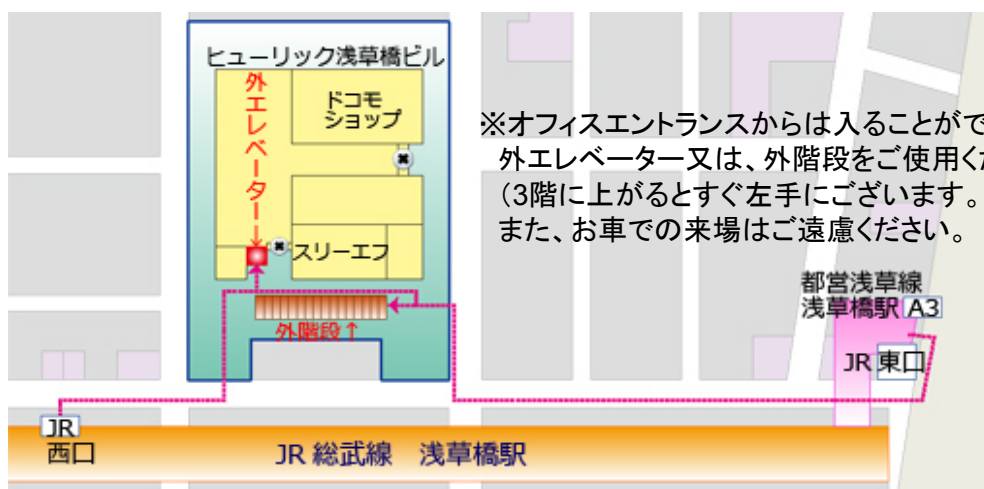 ヒューリック浅草橋ビル
外エレベーター→
ドコモ
ショップ
スリーエフ
外階段↑
※オフィスエントランスからは入ることがで
外エレベーター又は、外階段をご使用くだ
（3階に上がるとすぐ左手にございます。
また、お車での来場はご遠慮ください。
都営浅草線
浅草橋駅 A3
JR 東口
JR
西口
JR 総武線　浅草橋駅